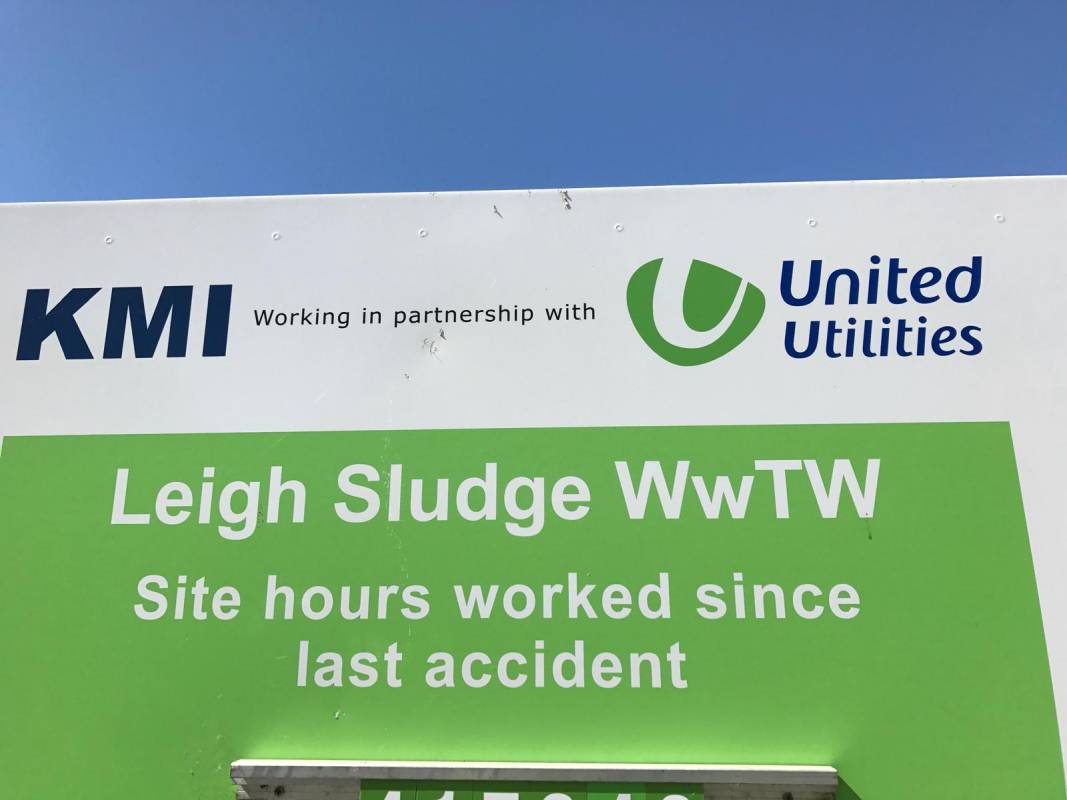 KMI Working in partnership with United Utilities
Leigh Sludge WwTW
Site hours worked since
last accident